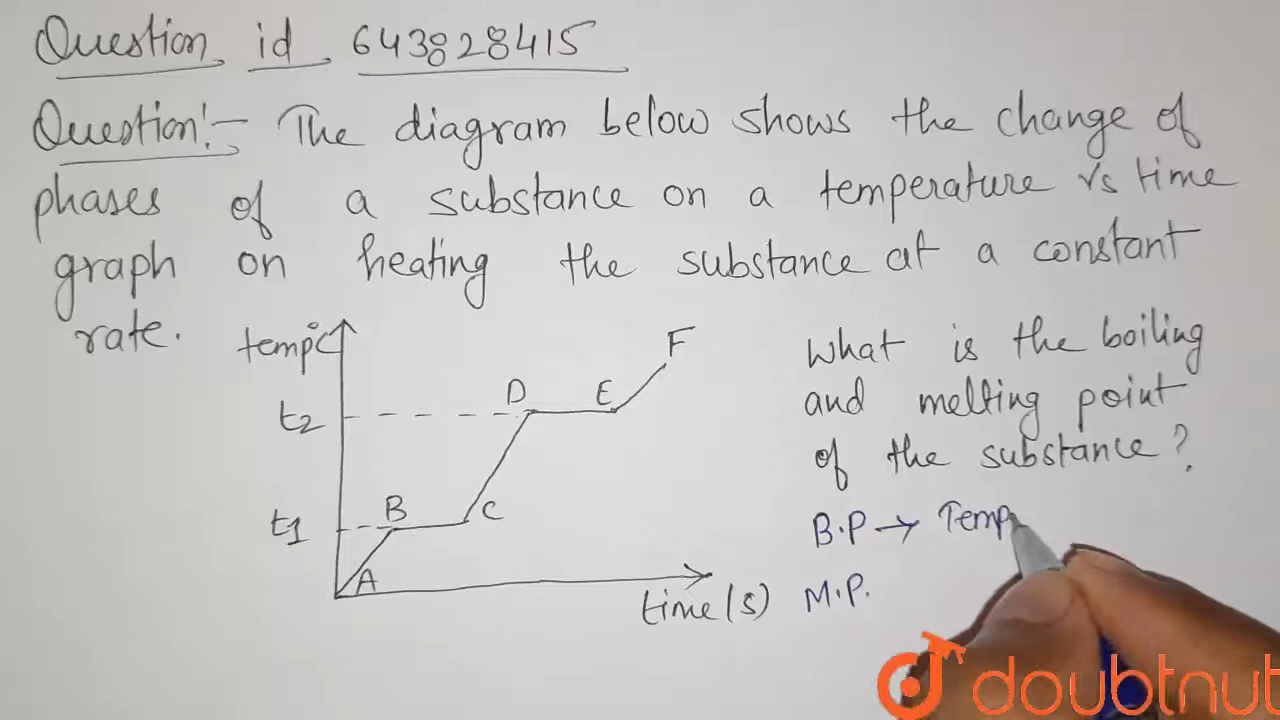 Question id 643828415
Question:- The diagram below shows the change of
phases of a substance on a temperature vs time
graph on heating the substance at a constant
rate.
temp°C
F
t2
D
E
t1
B
C
A
time(s)
What is the boiling
and melting point
of the substance?
B.P → Temp
M.P.
doubtnut